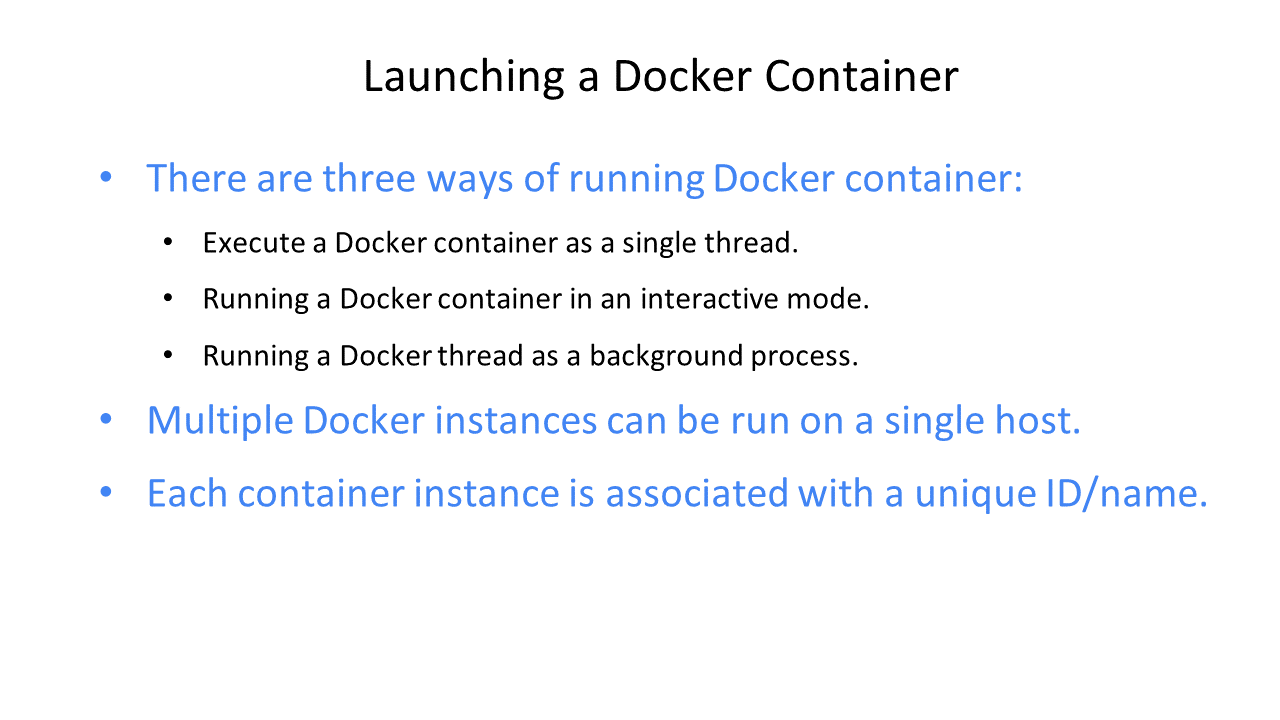 Launching a Docker Container
• There are three ways of running Docker container:
• Execute a Docker container as a single thread.
• Running a Docker container in an interactive mode.
• Running a Docker thread as a background process.
• Multiple Docker instances can be run on a single host.
• Each container instance is associated with a unique ID/name.